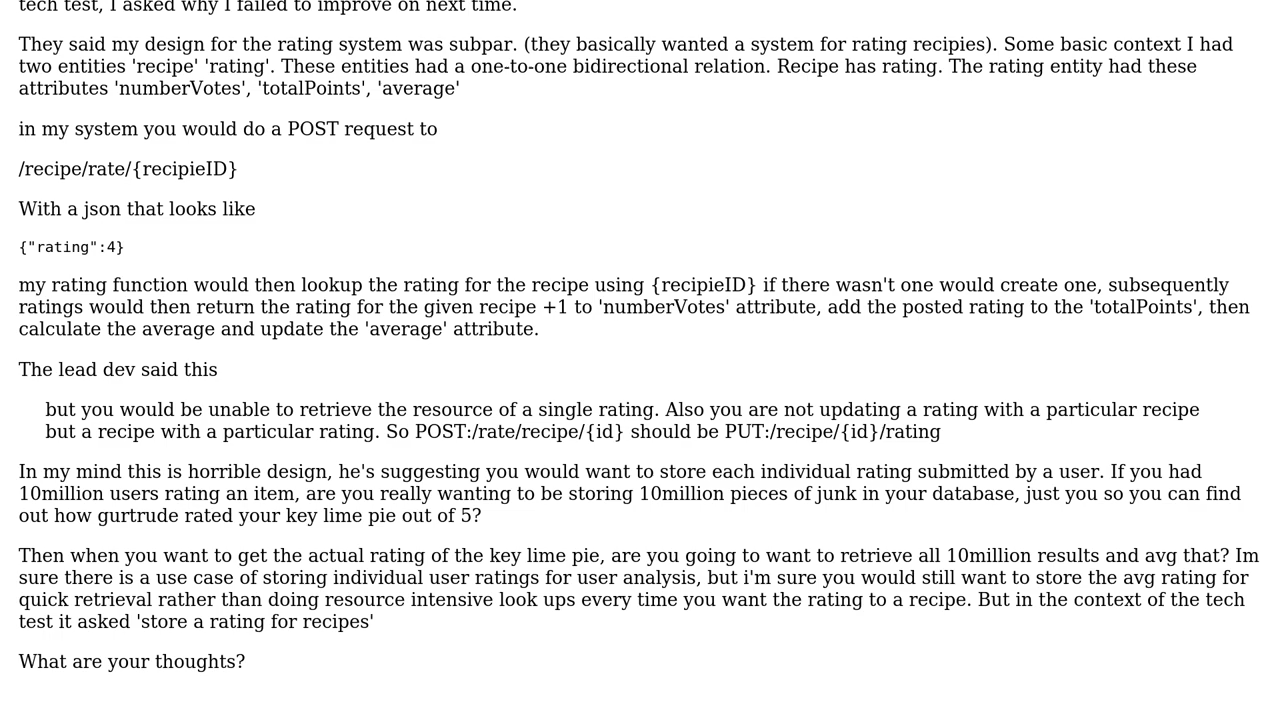 tech test, I asked why I failed to improve on next time.
They said my design for the rating system was subpar. (they basically wanted a system for rating recipies). Some basic context I had
two entities 'recipe' 'rating'. These entities had a one-to-one bidirectional relation. Recipe has rating. The rating entity had these
attributes 'numberVotes', 'totalPoints', 'average'
in my system you would do a POST request to
/recipe/rate/{recipieID}
With a json that looks like
{"rating":4}
my rating function would then lookup the rating for the recipe using {recipieID} if there wasn't one would create one, subsequently
ratings would then return the rating for the given recipe +1 to 'numberVotes' attribute, add the posted rating to the 'totalPoints', then
calculate the average and update the 'average' attribute.
The lead dev said this
but you would be unable to retrieve the resource of a single rating. Also you are not updating a rating with a particular recipe
but a recipe with a particular rating. So POST:/rate/recipe/{id} should be PUT:/recipe/{id}/rating
In my mind this is horrible design, he's suggesting you would want to store each individual rating submitted by a user. If you had
10million users rating an item, are you really wanting to be storing 10million pieces of junk in your database, just you so you can find
out how gurtrude rated your key lime pie out of 5?
Then when you want to get the actual rating of the key lime pie, are you going to want to retrieve all 10million results and avg that? Im
sure there is a use case of storing individual user ratings for user analysis, but i'm sure you would still want to store the avg rating for
quick retrieval rather than doing resource intensive look ups every time you want the rating to a recipe. But in the context of the tech
test it asked 'store a rating for recipes'
What are your thoughts?